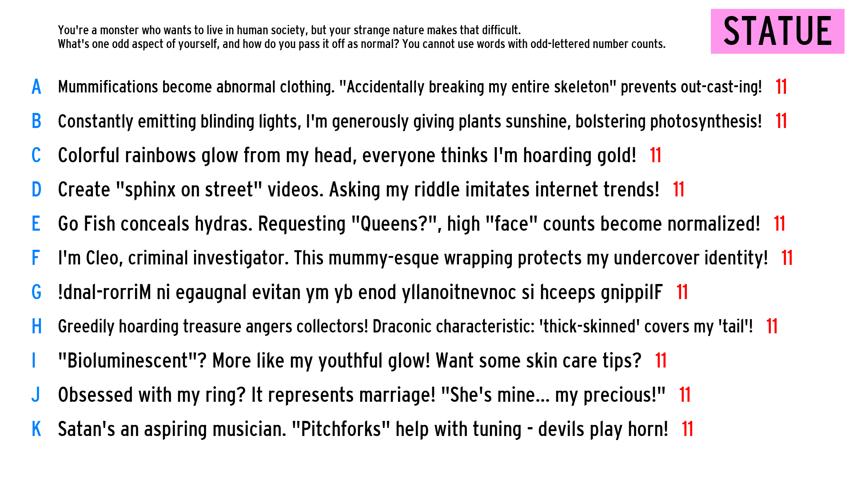 You're a monster who wants to live in human society, but your strange nature makes that difficult.
What's one odd aspect of yourself, and how do you pass it off as normal? You cannot use words with odd-lettered number counts.
STATUE
A Mummifications become abnormal clothing. "Accidentally breaking my entire skeleton" prevents out-cast-ing! 11
B Constantly emitting blinding lights, I'm generously giving plants sunshine, bolstering photosynthesis! 11
C Colorful rainbows glow from my head, everyone thinks I'm hoarding gold! 11
D Create "sphinx on street" videos. Asking my riddle imitates internet trends! 11
E Go Fish conceals hydras. Requesting "Queens?", high "face" counts become normalized! 11
F I'm Cleo, criminal investigator. This mummy-esque wrapping protects my undercover identity! 11
G !dnal-rorriM ni egaugnal evitan ym yb enod yllanoitnevnoc si hceeps gnippilF 11
H Greedily hoarding treasure angers collectors! Draconic characteristic: 'thick-skinned' covers my 'tail'! 11
I "Bioluminescent"? More like my youthful glow! Want some skin care tips? 11
J Obsessed with my ring? It represents marriage! "She's mine... my precious!" 11
K Satan's an aspiring musician. "Pitchforks" help with tuning - devils play horn! 11